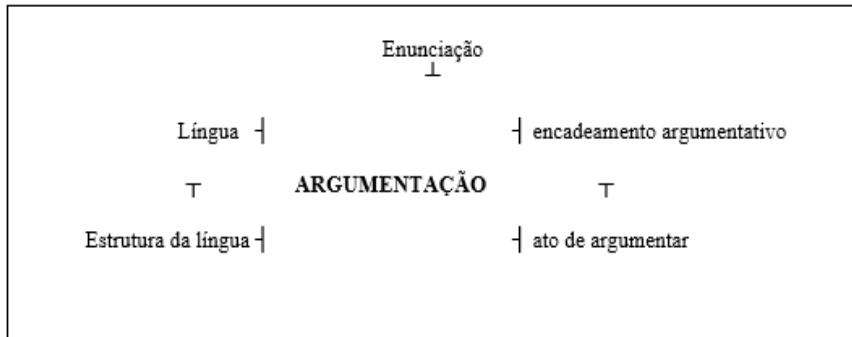 Enunciação
⊥
Língua ⊣ ⊣ encadeamento argumentativo
⊤ ARGUMENTAÇÃO ⊤
Estrutura da língua ⊣ ⊣ ato de argumentar